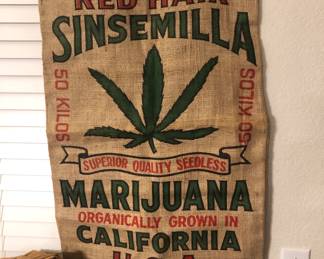 RED HAIR
SINSEMILLA
50 KILOS
50 KILOS
SUPERIOR QUALITY SEEDLESS
MARIJUANA
ORGANICALLY GROWN IN
CALIFORNIA
U.S.A.